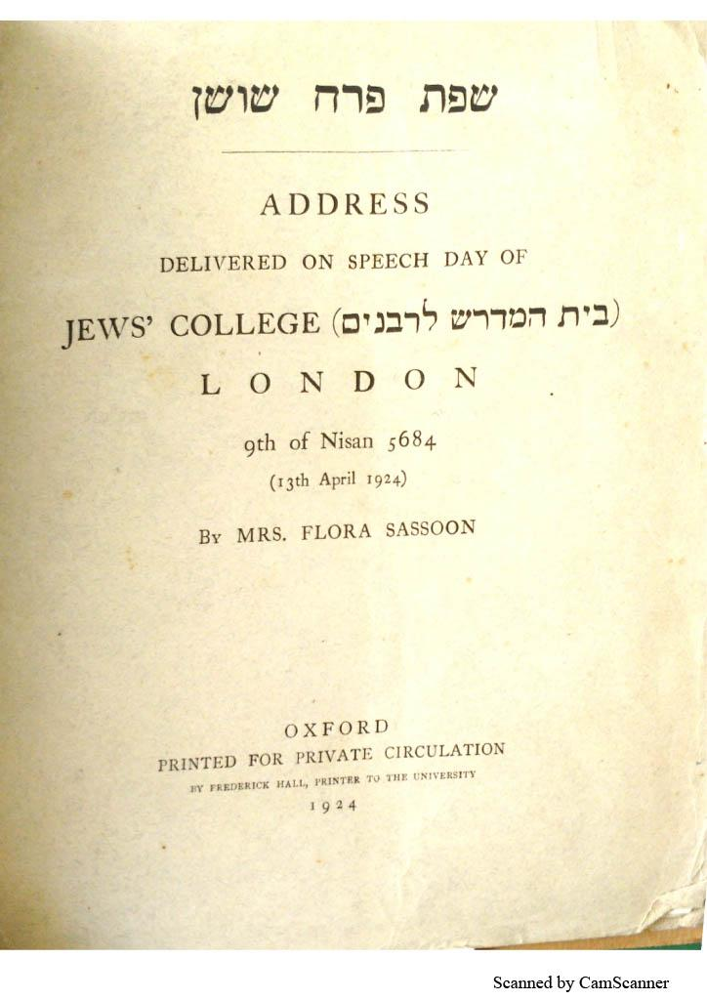 שפת פרח שושן
ADDRESS
DELIVERED ON SPEECH DAY OF
JEWS' COLLEGE (בית המדרש לרבנים)
LONDON
9th of Nisan 5684
(13th April 1924)
By MRS. FLORA SASSOON
OXFORD
PRINTED FOR PRIVATE CIRCULATION
BY FREDERICK HALL, PRINTER TO THE UNIVERSITY
1924
Scanned by CamScanner